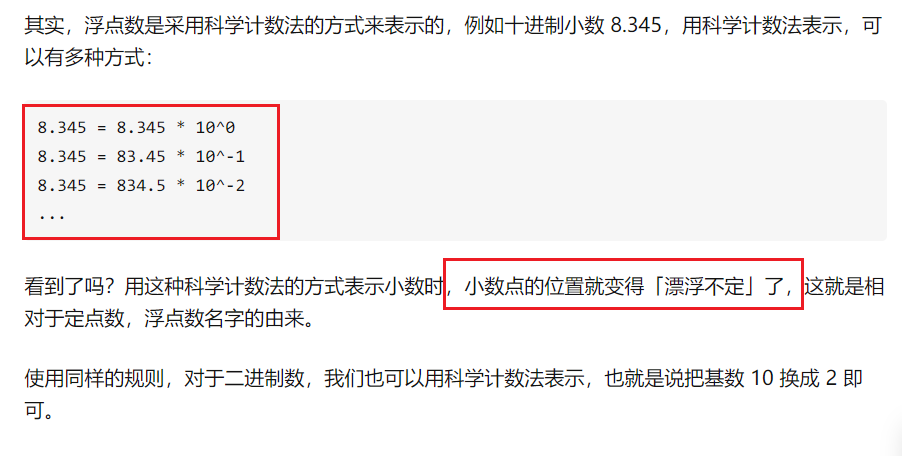 其实，浮点数是采用科学计数法的方式来表示的，例如十进制小数 8.345，用科学计数法表示，可
以有多种方式：
8.345 = 8.345 * 10^0
8.345 = 83.45 * 10^-1
8.345 = 834.5 * 10^-2
...
看到了吗？用这种科学计数法的方式表示小数时，小数点的位置就变得「漂浮不定」了，这就是相
对于定点数，浮点数名字的由来。
使用同样的规则，对于二进制数，我们也可以用科学计数法表示，也就是说把基数 10 换成 2 即
可。